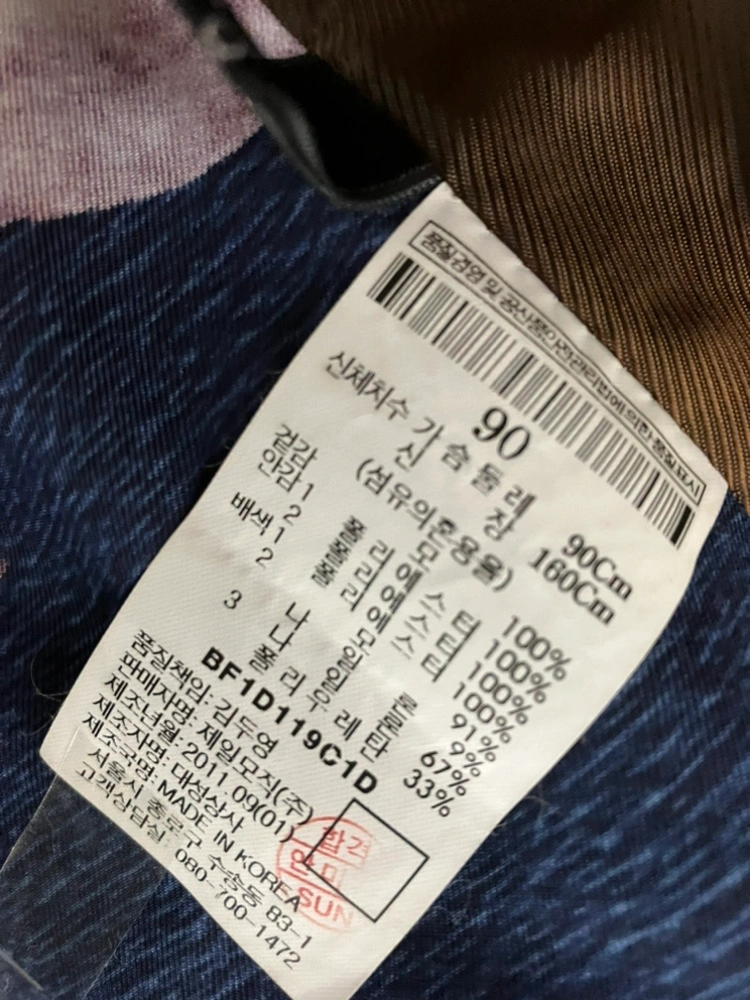 품질경영 및 공산품안전관리법에 의한 품질표시
90
신체치수 가슴둘레 90Cm
신 장 160Cm
(섬유의혼용율)
겉감 모 100%
안감1 폴리에스터 100%
2 폴리에스터 100%
배색1 모 100%
2 폴리에스터 91%
나일론 9%
3 나일론 67%
폴리우레탄 33%
BF1D119C1D
품질책임: 김두영
판매자명: 제일모직(주)
제조년월: 2011.09(01)
제조자명: 대성상사
제조국명: MADE IN KOREA
서울시 종로구 수송동 83-1
고객상담실: 080-700-1472
합격
SUN